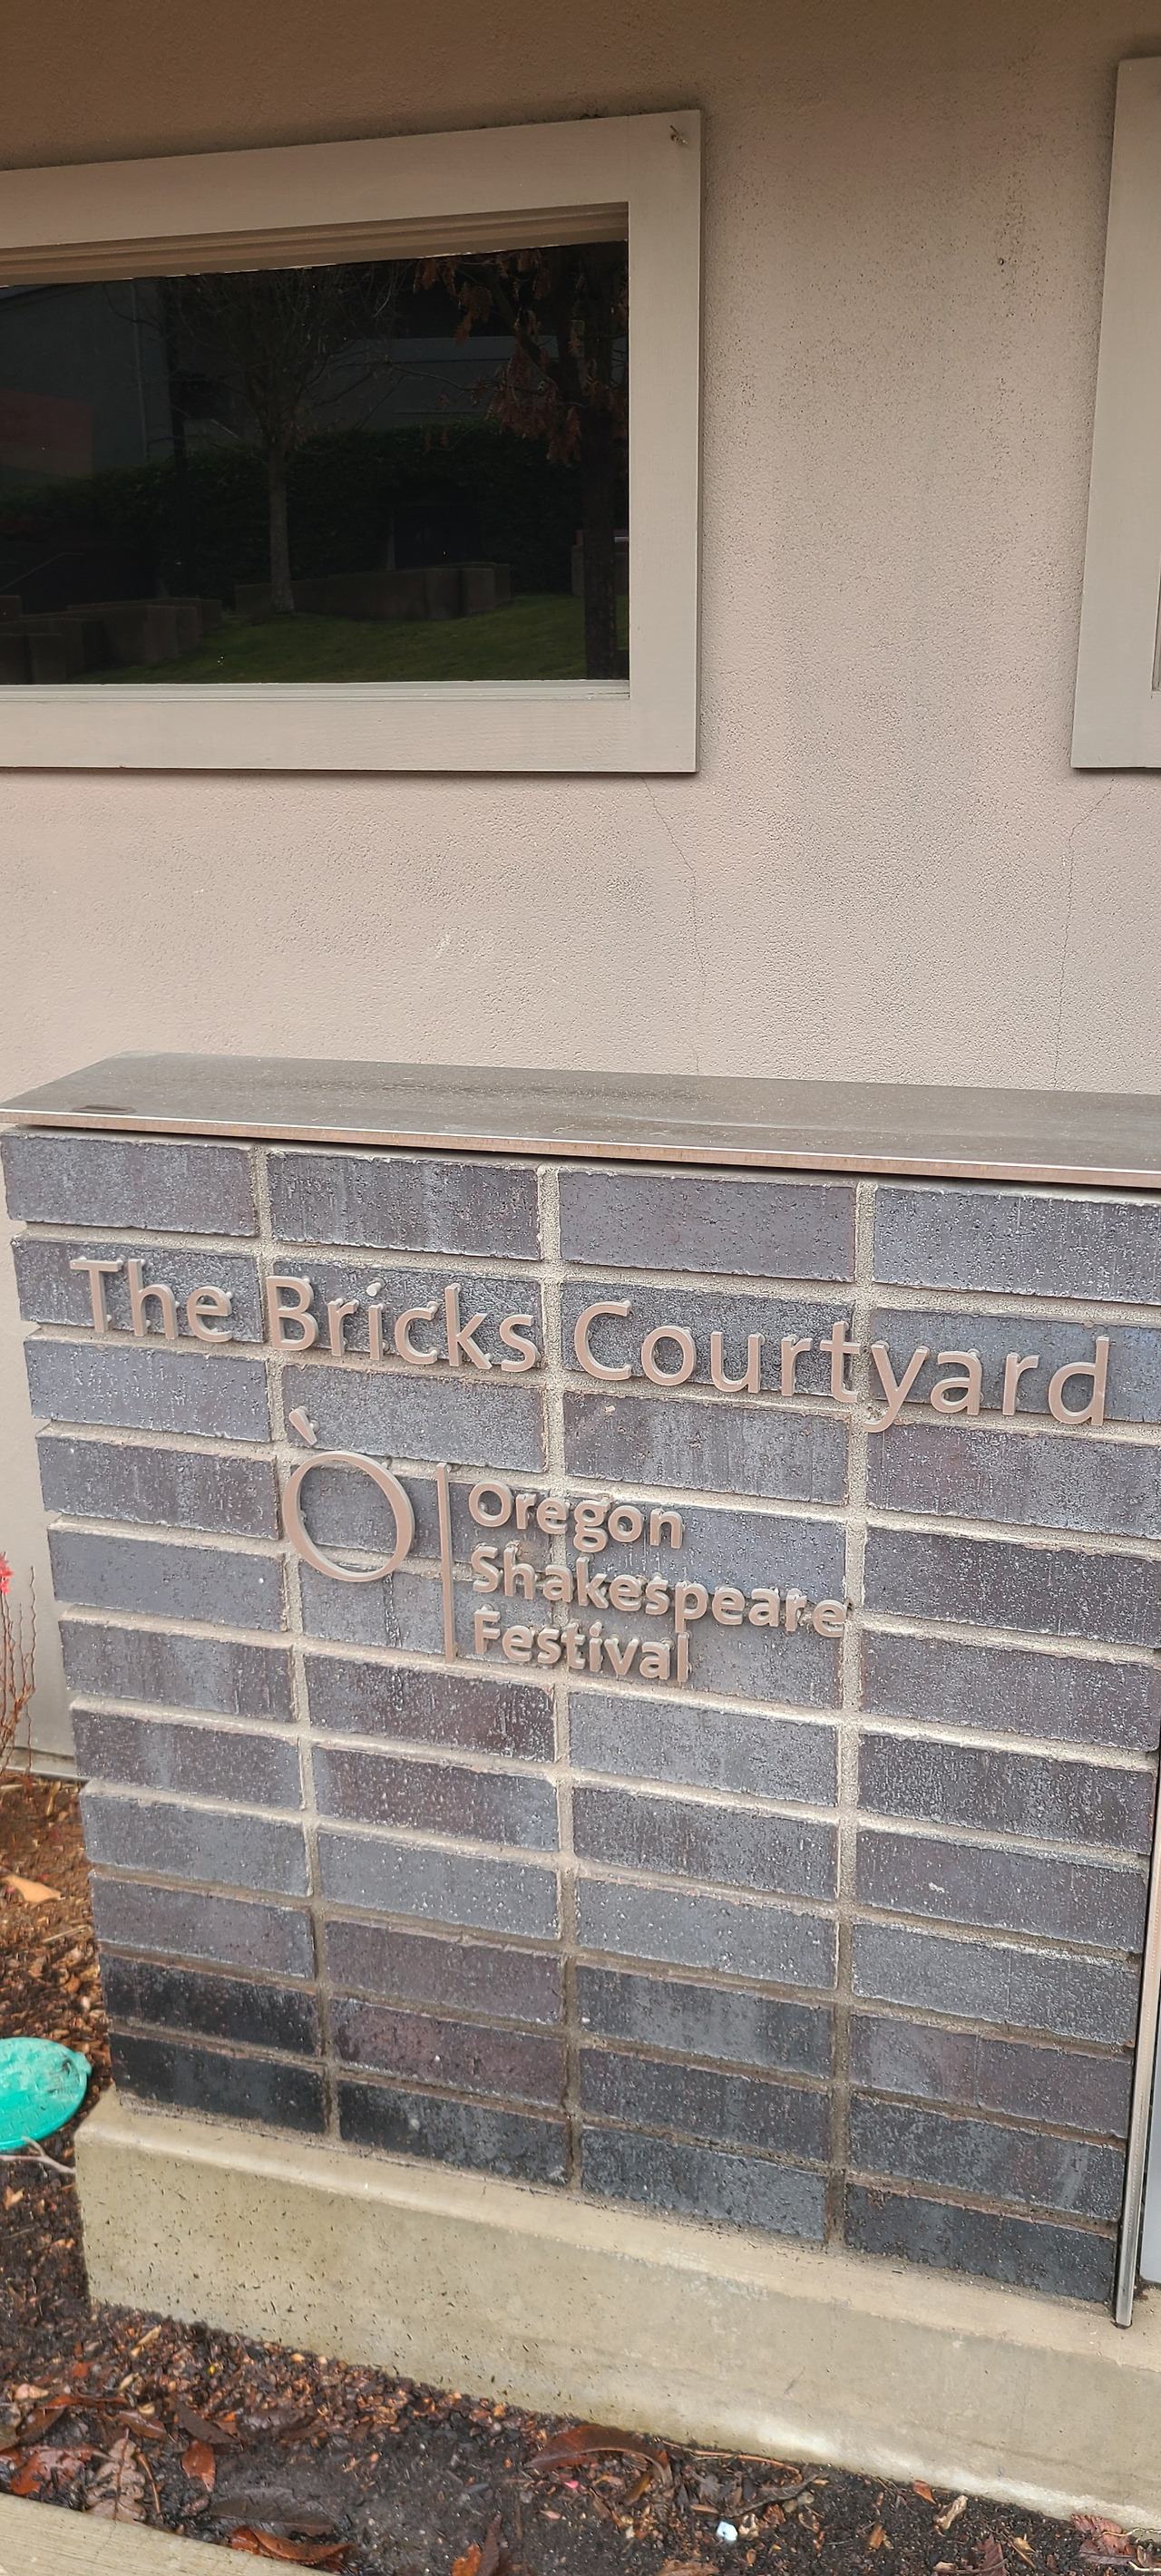 The Bricks Courtyard
Oregon
Shakespeare
Festival